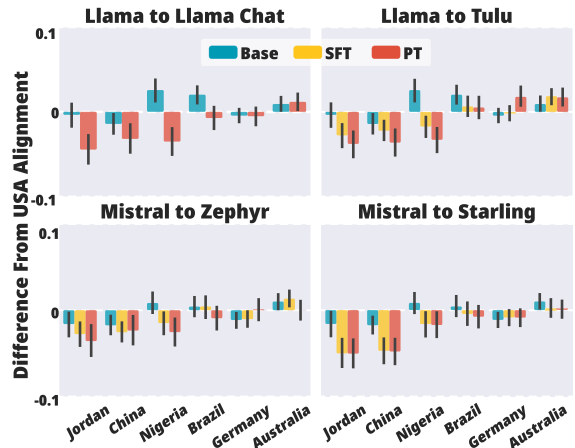 Llama to Llama Chat
Llama to Tulu
0.1
Base
SFT
PT
0
-0.1
Mistral to Zephyr
Mistral to Starling
0.1
0
-0.1
Difference From USA Alignment
Jordan
China
Nigeria
Brazil
Germany
Australia
Jordan
China
Nigeria
Brazil
Germany
Australia